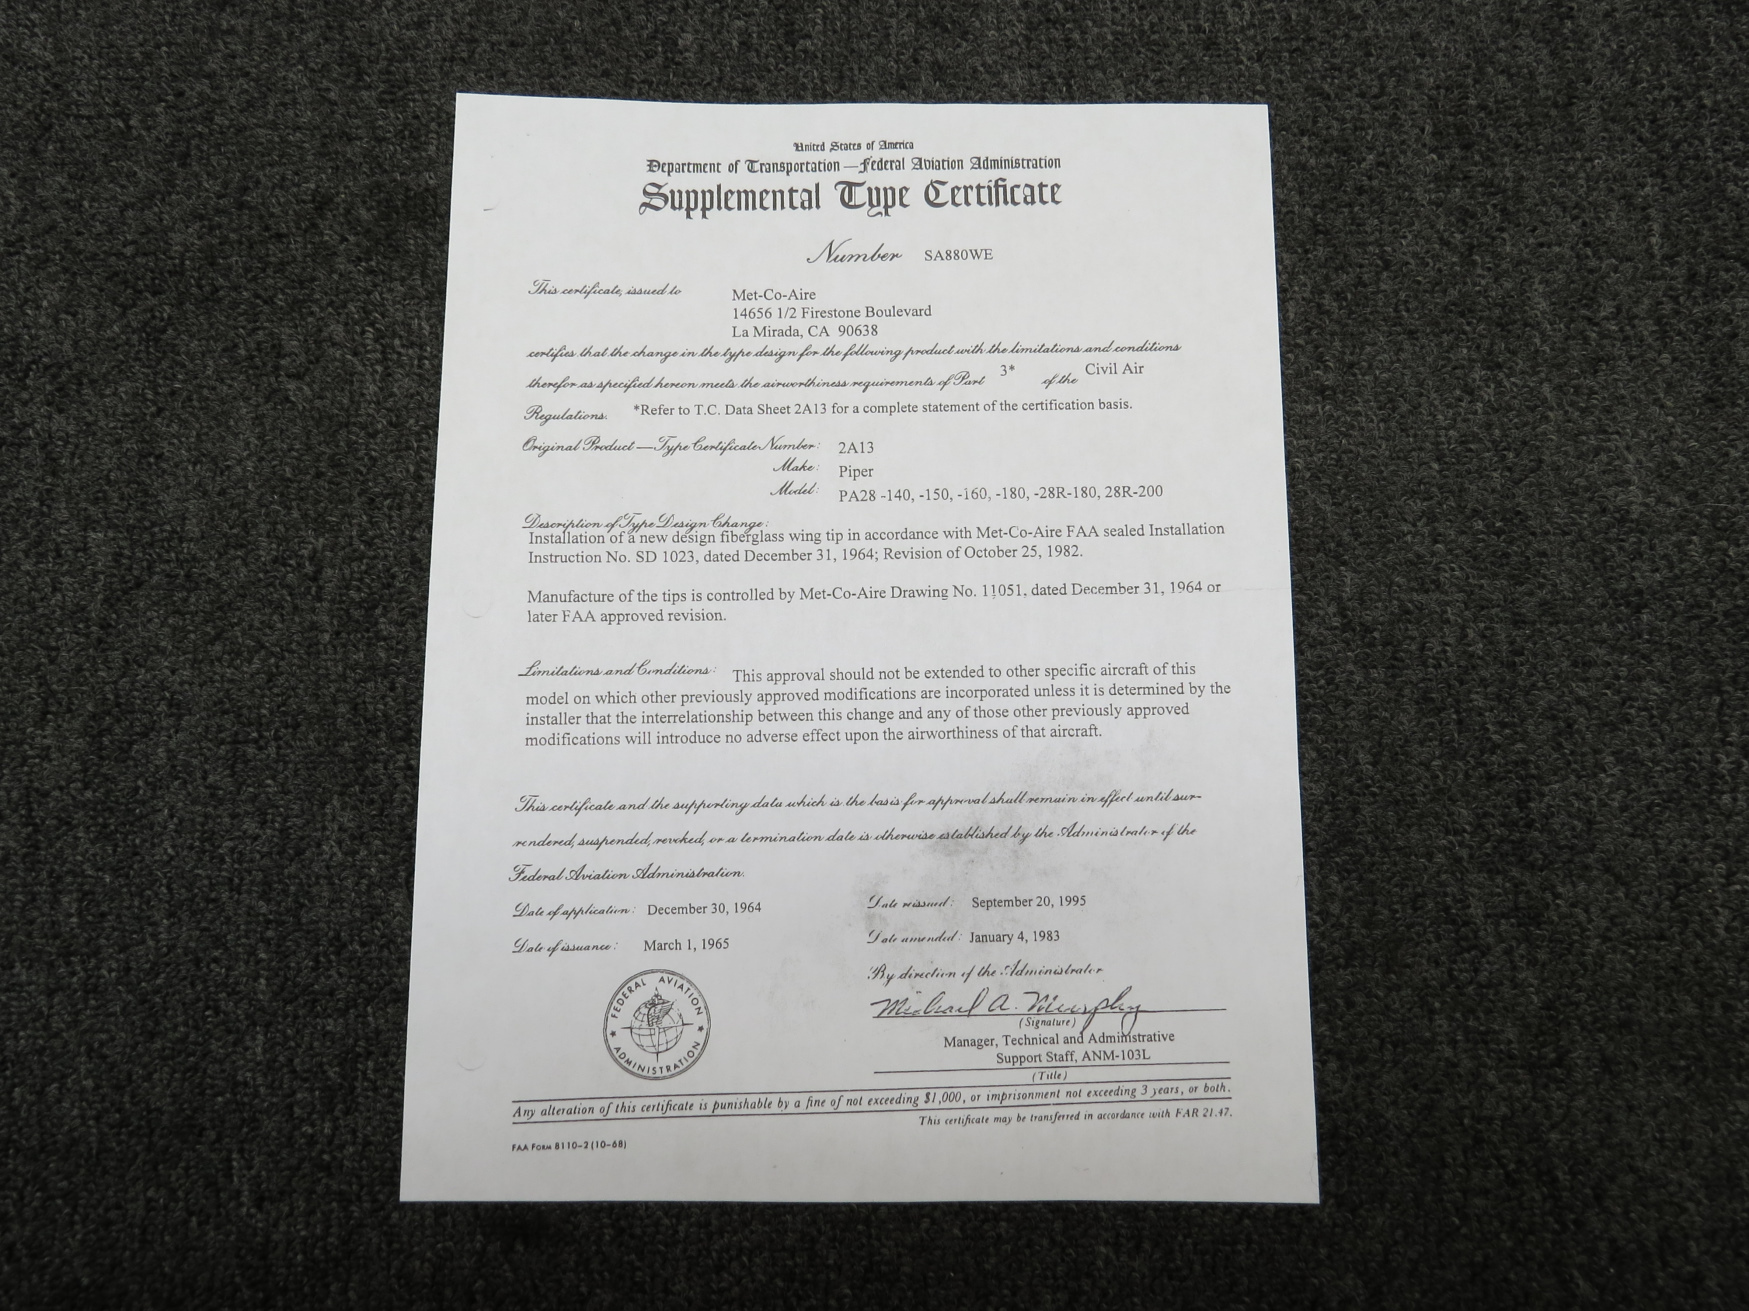 United States of America
Department of Transportation—Federal Aviation Administration
Supplemental Type Certificate
Number SA880WE
This certificate, issued to Met-Co-Aire
14656 1/2 Firestone Boulevard
La Mirada, CA 90638
certifies that the change in the type design for the following product with the limitations and conditions
therefor as specified hereon meets the airworthiness requirements of Part 3* of the Civil Air
Regulations. *Refer to T.C. Data Sheet 2A13 for a complete statement of the certification basis.
Original Product—Type Certificate Number: 2A13
Make: Piper
Model: PA28 -140, -150, -160, -180, -28R-180, 28R-200
Description of Type Design Change:
Installation of a new design fiberglass wing tip in accordance with Met-Co-Aire FAA sealed Installation
Instruction No. SD 1023, dated December 31, 1964; Revision of October 25, 1982.
Manufacture of the tips is controlled by Met-Co-Aire Drawing No. 11051, dated December 31, 1964 or
later FAA approved revision.
Limitations and Conditions: This approval should not be extended to other specific aircraft of this
model on which other previously approved modifications are incorporated unless it is determined by the
installer that the interrelationship between this change and any of those other previously approved
modifications will introduce no adverse effect upon the airworthiness of that aircraft.
This certificate and the supporting data which is the basis for approval shall remain in effect until sur-
rendered, suspended, revoked, or a termination date is otherwise established by the Administrator of the
Federal Aviation Administration.
Date of application: December 30, 1964 Date reissued: September 20, 1995
Date of issuance: March 1, 1965 Date amended: January 4, 1983
By direction of the Administrator
FEDERAL AVIATION ADMINISTRATION
Michael A. Murphy
(Signature)
Manager, Technical and Administrative
Support Staff, ANM-103L
(Title)
Any alteration of this certificate is punishable by a fine of not exceeding $1,000, or imprisonment not exceeding 3 years, or both.
This certificate may be transferred in accordance with FAR 21.47.
FAA FORM 8110-2 (10-68)